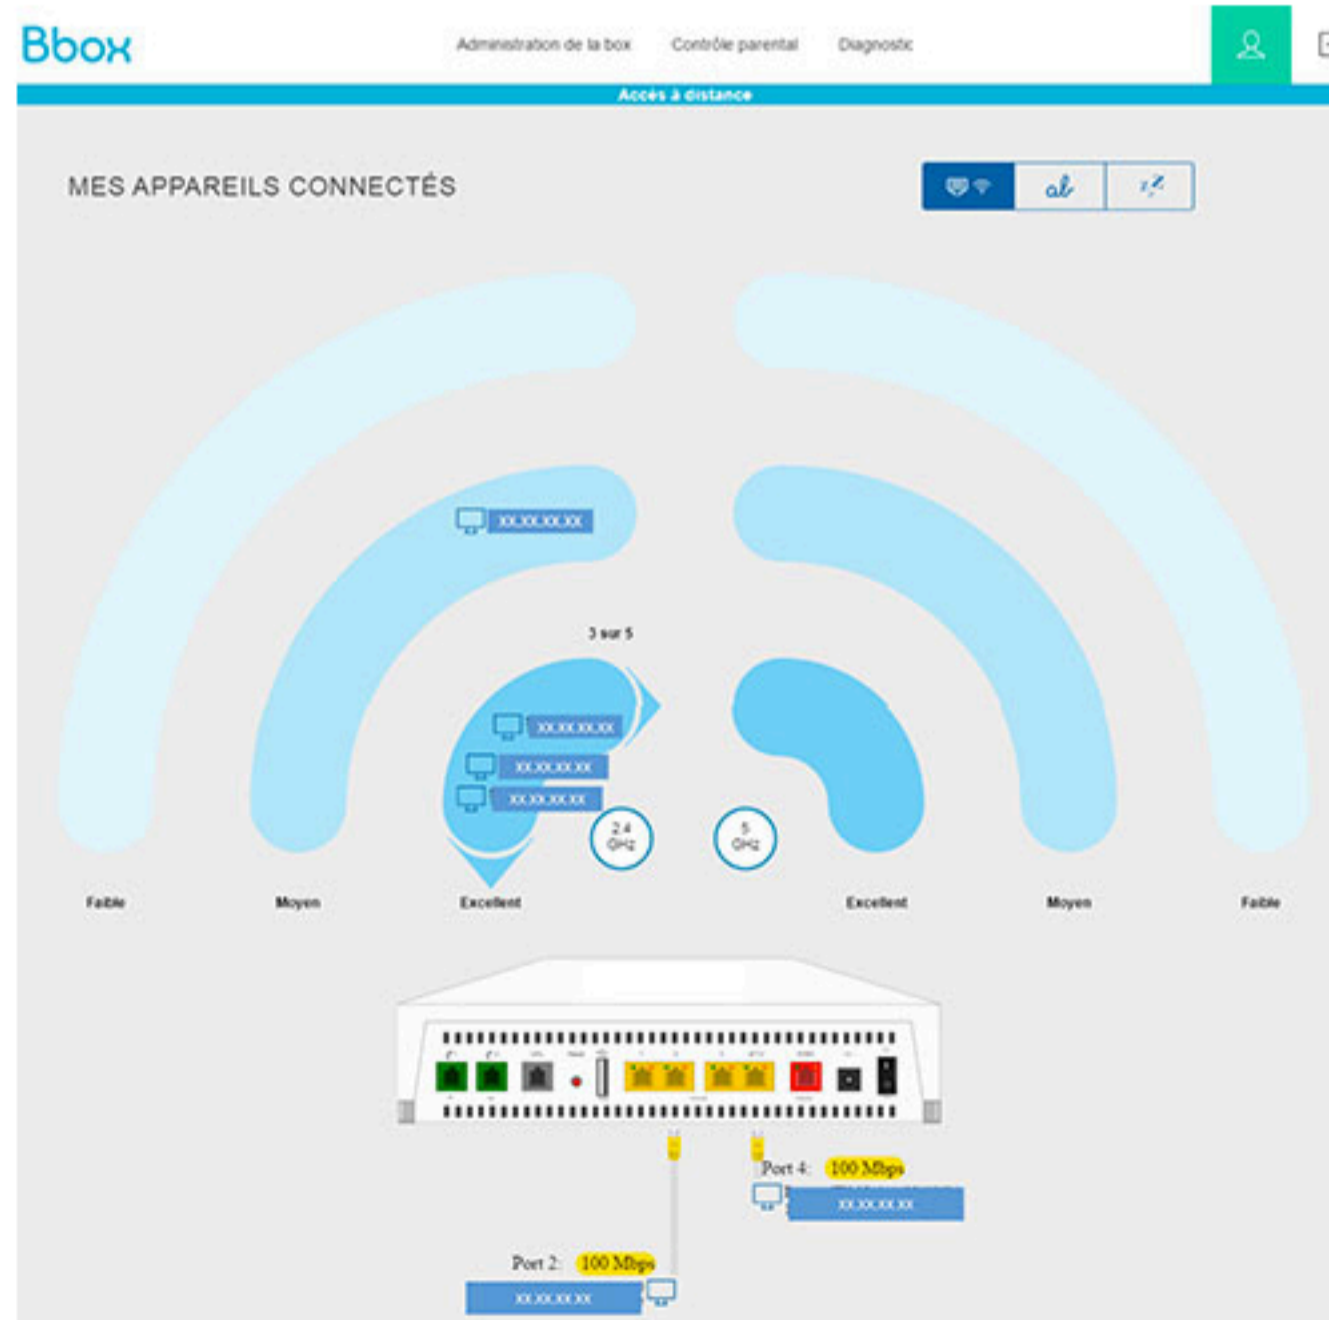 Bbox
Administration de la box Contrôle parental Diagnostic
Accès à distance
MES APPAREILS CONNECTÉS
ab
zzz
XX.XX.XX.XX
3 sur 5
XX.XX.XX.XX
XX.XX.XX.XX
XX.XX.XX.XX
2.4 GHz
5 GHz
Faible Moyen Excellent Excellent Moyen Faible
Port 4: 100 Mbps
XX.XX.XX.XX
Port 2: 100 Mbps
XX.XX.XX.XX